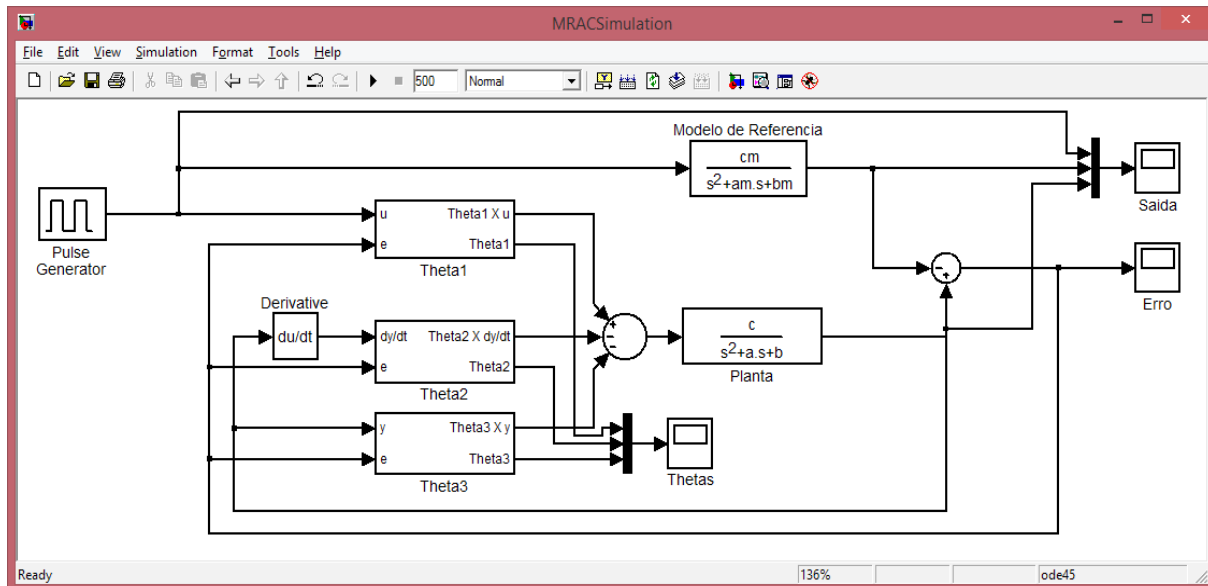 MRACSimulation
File Edit View Simulation Format Tools Help
500 Normal
Modelo de Referencia
cm
s2+am.s+bm
Saida
Pulse
Generator
u Theta1 X u
e Theta1
Theta1
Erro
Derivative
du/dt
dy/dt Theta2 X dy/dt
e Theta2
Theta2
c
s2+a.s+b
Planta
y Theta3 X y
e Theta3
Theta3
Thetas
Ready 136% ode45